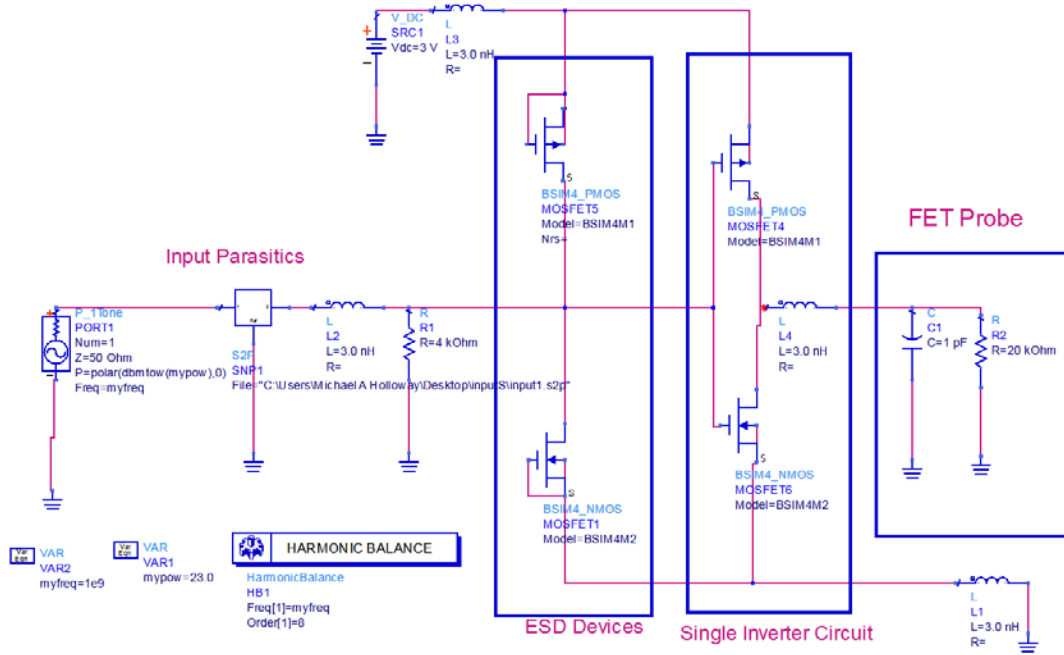 V_DC
SRC1
Vdc=3 V
L
L3
L=3.0 nH
R=
S
BSIM4_PMOS
MOSFET5
Model=BSIM4M1
Nrs=
S
BSIM4_PMOS
MOSFET4
Model=BSIM4M1
FET Probe
Input Parasitics
P_1Tone
PORT1
Num=1
Z=50 Ohm
P=polar(dbmtow(mypow),0)
Freq=myfreq
S2P
SNP1
File="C:\Users\Michael A Holloway\Desktop\inputS\input1.s2p"
L
L2
L=3.0 nH
R=
R
R1
R=4 kOhm
L
L4
L=3.0 nH
R=
C
C1
C=1 pF
R
R2
R=20 kOhm
S
BSIM4_NMOS
MOSFET1
Model=BSIM4M2
S
BSIM4_NMOS
MOSFET6
Model=BSIM4M2
Var
Eqn
VAR
VAR2
myfreq=1e9
Var
Eqn
VAR
VAR1
mypow=23.0
HARMONIC BALANCE
HarmonicBalance
HB1
Freq[1]=myfreq
Order[1]=8
ESD Devices
Single Inverter Circuit
L
L1
L=3.0 nH
R=